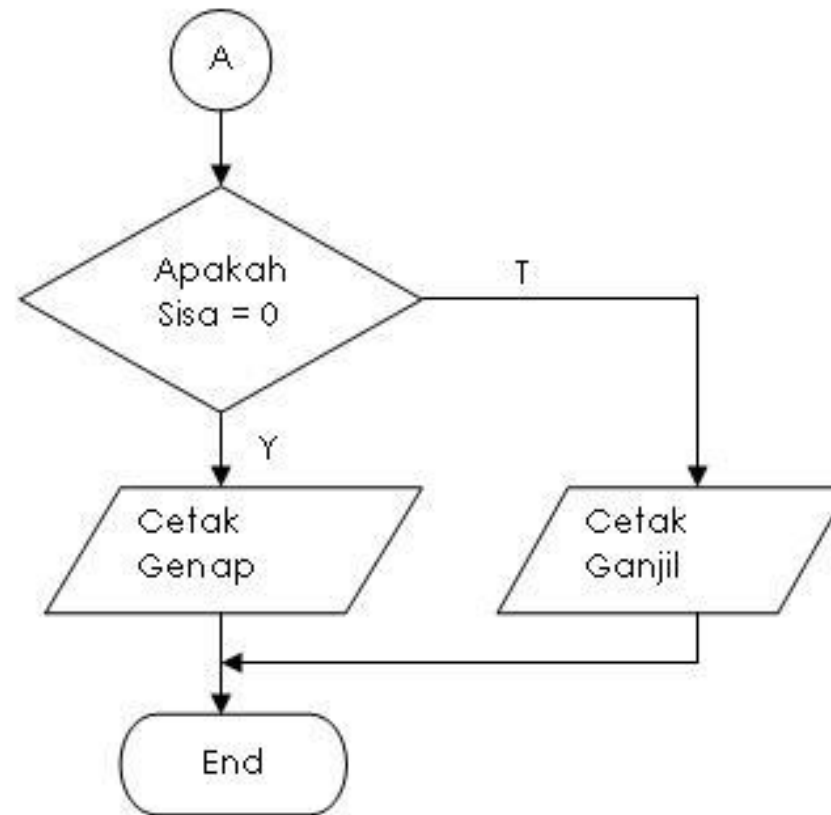 A
Apakah
Sisa = 0
T
Y
Cetak
Genap
Cetak
Ganjil
End